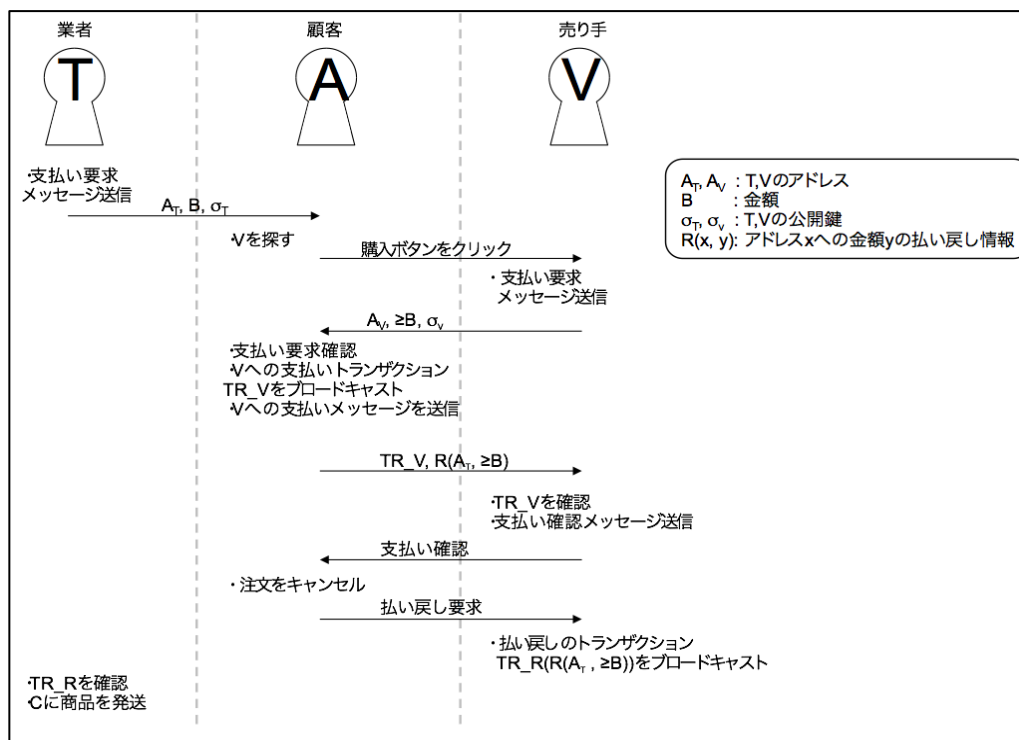 業者
顧客
売り手
T
A
V
・支払い要求
メッセージ送信
A_T, B, σ_T
A_T, A_V : T,Vのアドレス
B : 金額
σ_T, σ_v : T,Vの公開鍵
R(x, y): アドレスxへの金額yの払い戻し情報
・Vを探す
購入ボタンをクリック
・支払い要求
メッセージ送信
A_V, ≥B, σ_v
・支払い要求確認
・Vへの支払いトランザクション
TR_Vをブロードキャスト
・Vへの支払いメッセージを送信
TR_V, R(A_T, ≥B)
・TR_Vを確認
・支払い確認メッセージ送信
支払い確認
・注文をキャンセル
払い戻し要求
・払い戻しのトランザクション
TR_R(R(A_T , ≥B))をブロードキャスト
・TR_Rを確認
・Cに商品を発送